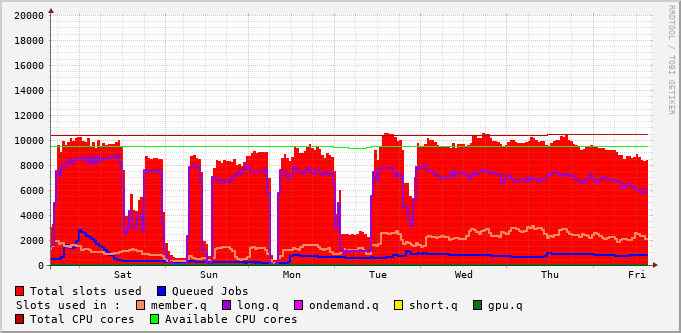 20000
18000
16000
14000
12000
10000
8000
6000
4000
2000
0
Sat Sun Mon Tue Wed Thu Fri
RRDTOOL / TOBI OETIKER
Total slots used Queued Jobs
Slots used in : member.q long.q ondemand.q short.q gpu.q
Total CPU cores Available CPU cores